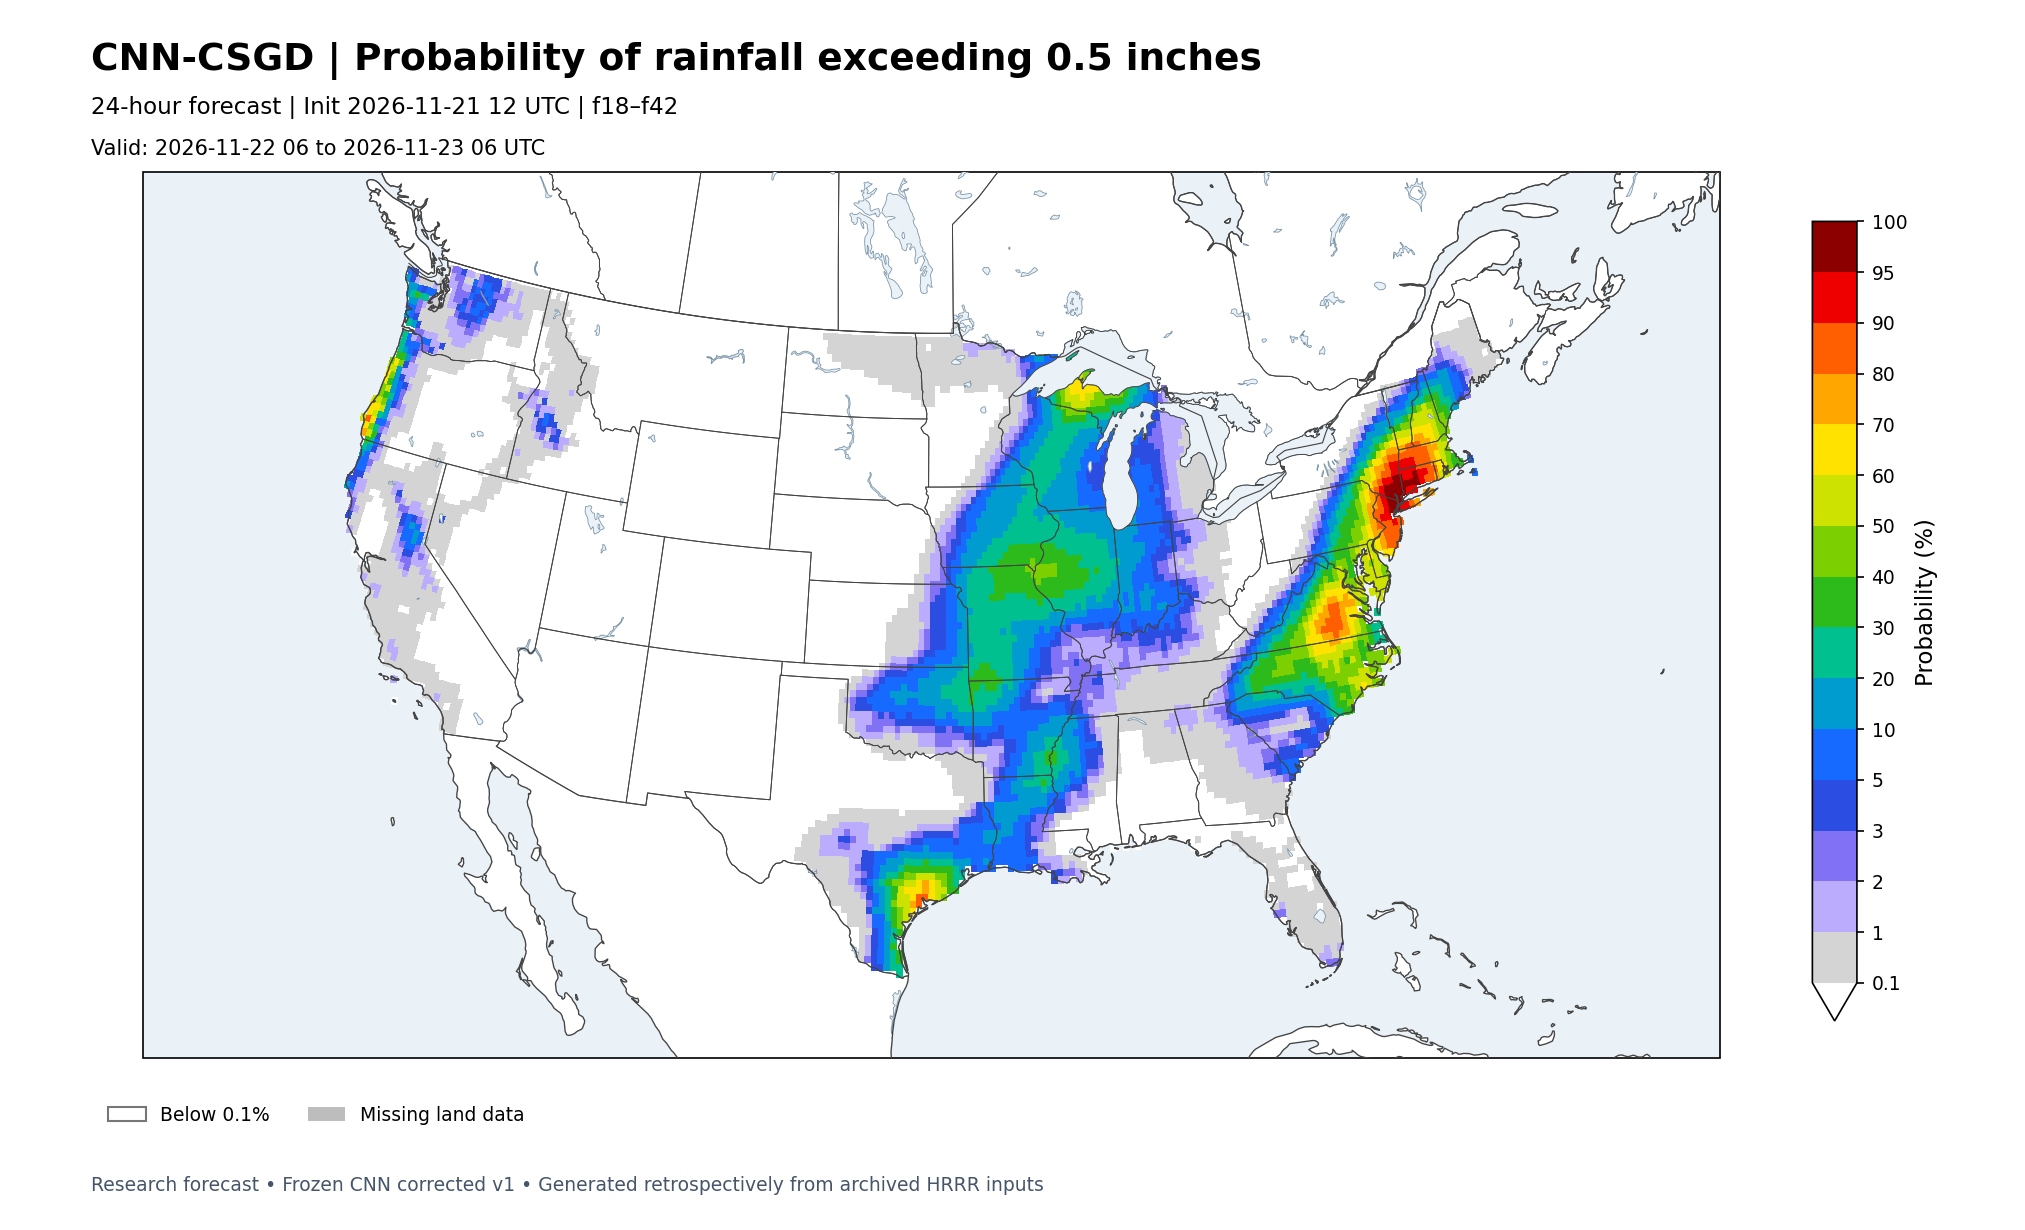 CNN-CSGD | Probability of rainfall exceeding 0.5 inches
24-hour forecast | Init 2026-11-21 12 UTC | f18–f42
Valid: 2026-11-22 06 to 2026-11-23 06 UTC
100
95
90
80
70
60
50
40
30
20
10
5
3
2
1
0.1
Probability (%)
Below 0.1%
Missing land data
Research forecast • Frozen CNN corrected v1 • Generated retrospectively from archived HRRR inputs